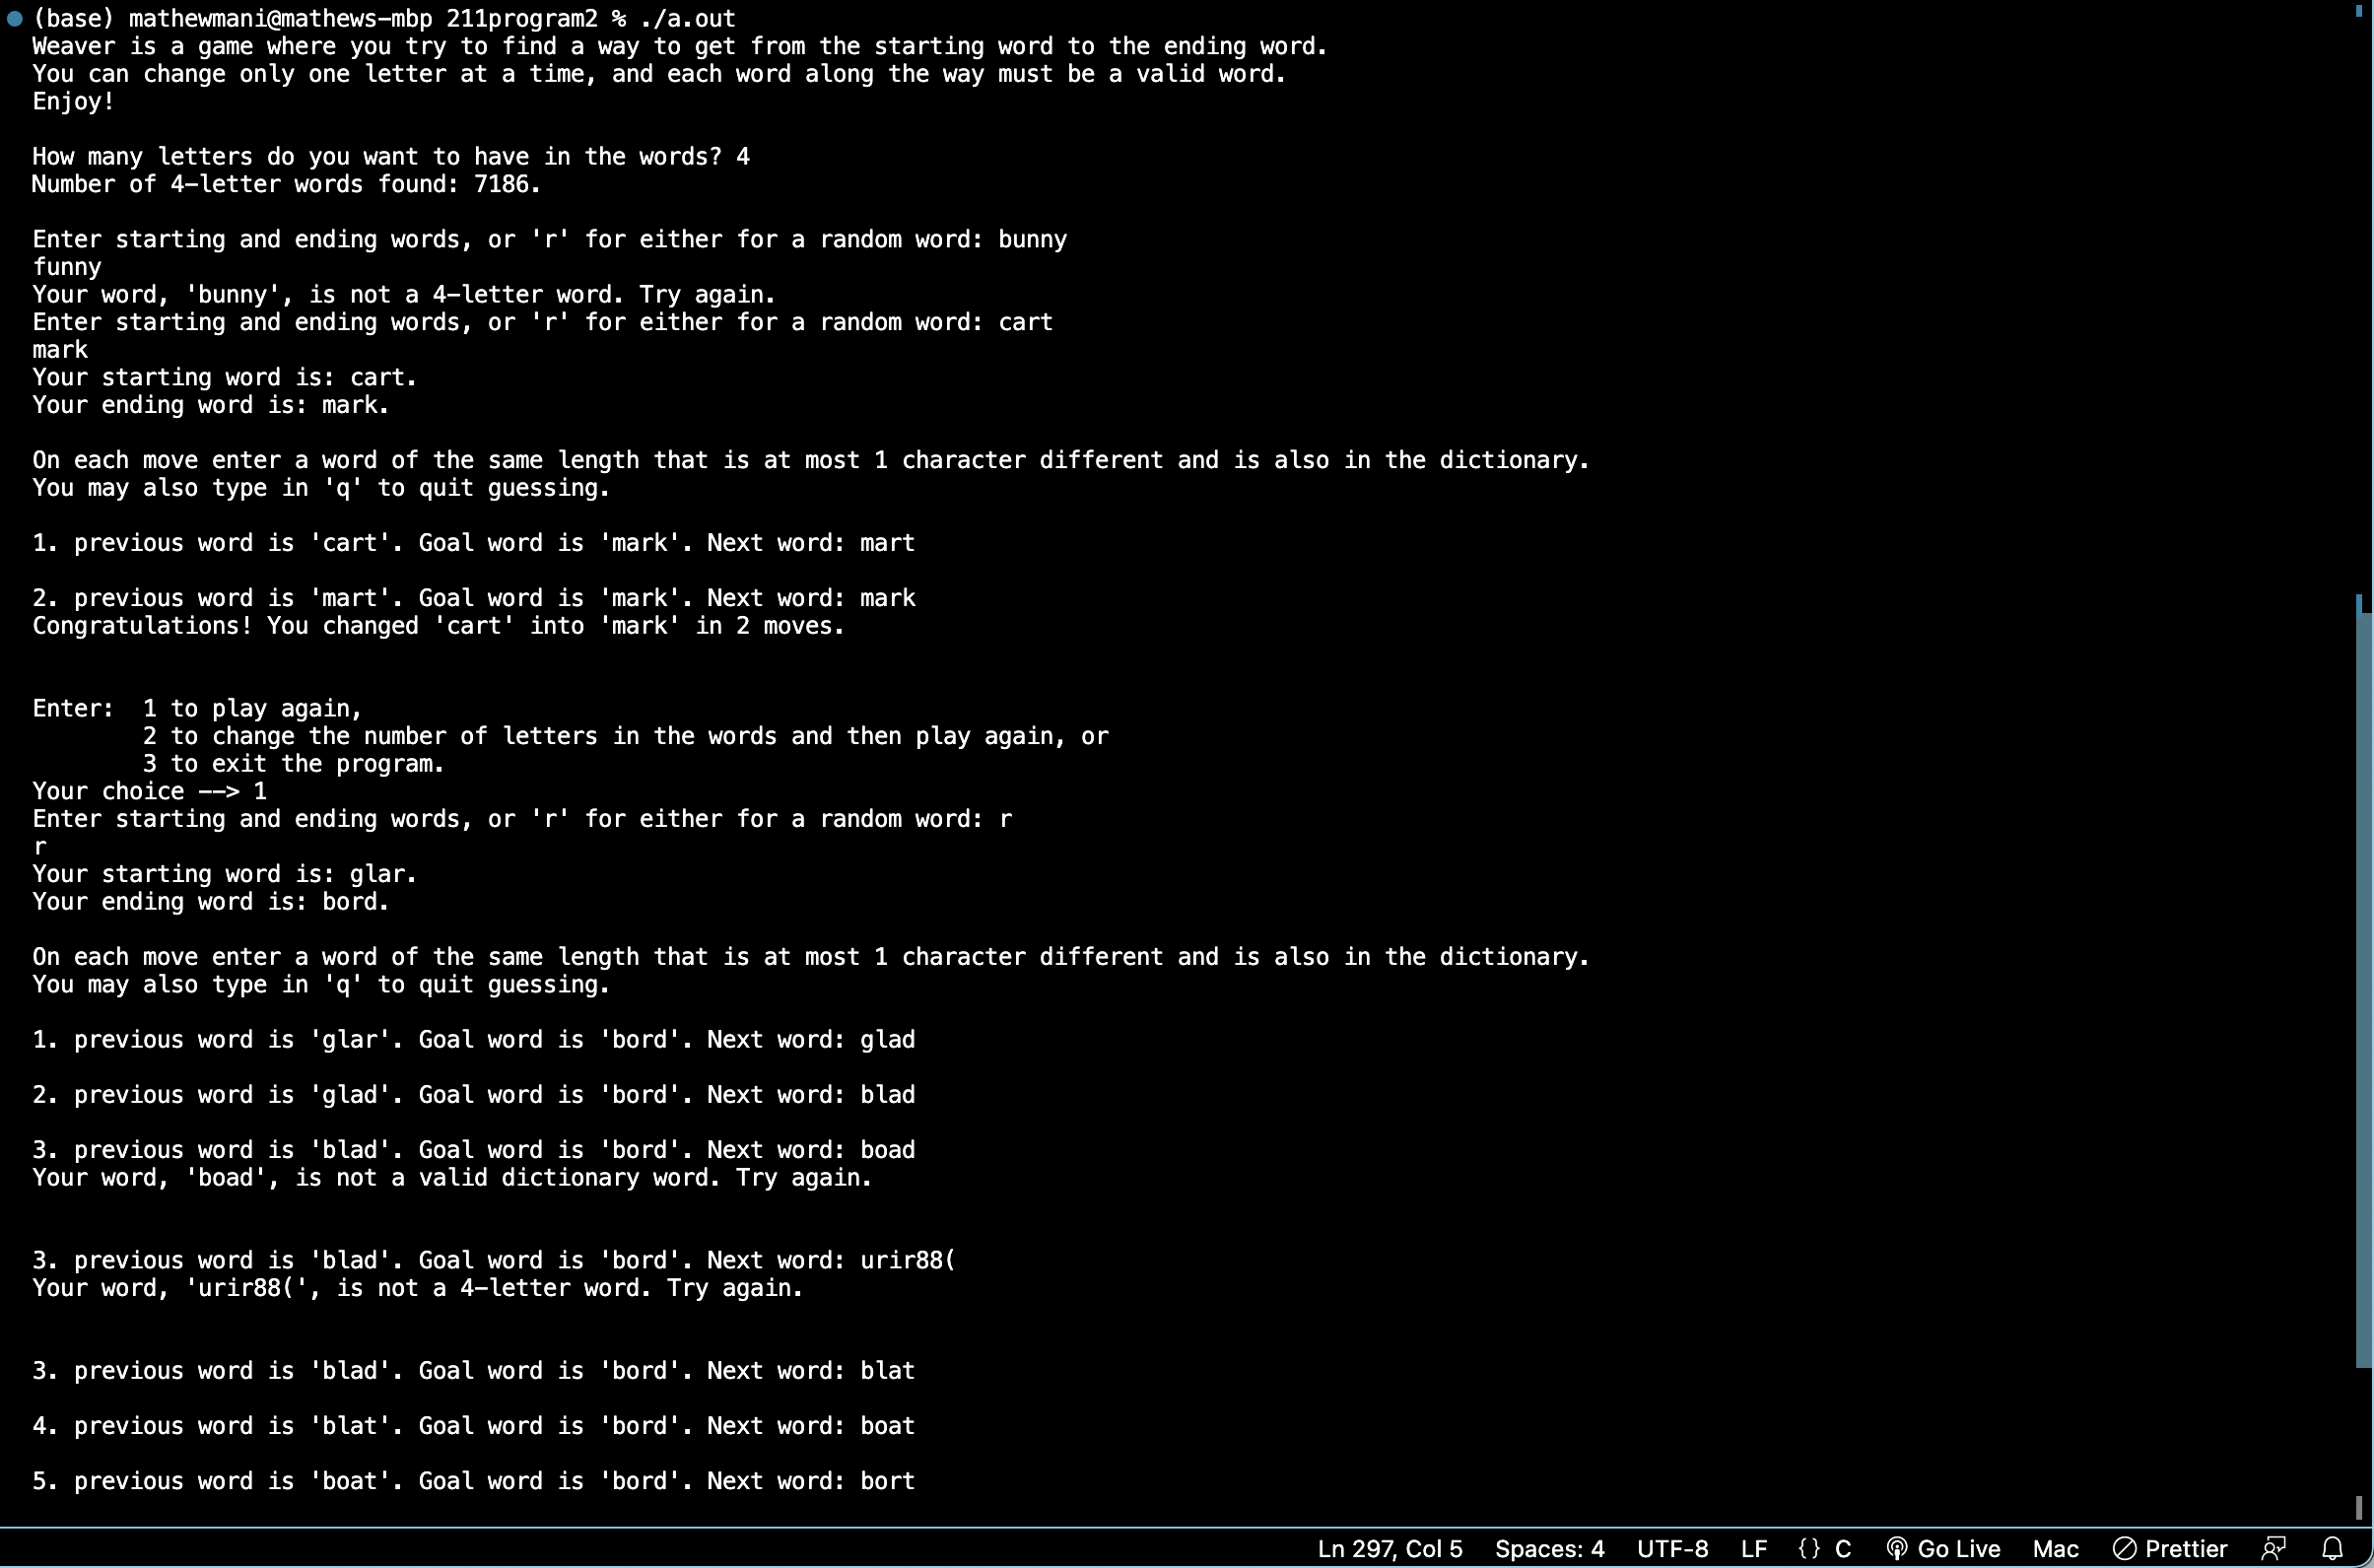 (base) mathewmani@mathews-mbp 211program2 % ./a.out
Weaver is a game where you try to find a way to get from the starting word to the ending word.
You can change only one letter at a time, and each word along the way must be a valid word.
Enjoy!
How many letters do you want to have in the words? 4
Number of 4-letter words found: 7186.
Enter starting and ending words, or 'r' for either for a random word: bunny
funny
Your word, 'bunny', is not a 4-letter word. Try again.
Enter starting and ending words, or 'r' for either for a random word: cart
mark
Your starting word is: cart.
Your ending word is: mark.
On each move enter a word of the same length that is at most 1 character different and is also in the dictionary.
You may also type in 'q' to quit guessing.
1. previous word is 'cart'. Goal word is 'mark'. Next word: mart
2. previous word is 'mart'. Goal word is 'mark'. Next word: mark
Congratulations! You changed 'cart' into 'mark' in 2 moves.
Enter:  1 to play again,
        2 to change the number of letters in the words and then play again, or
        3 to exit the program.
Your choice --> 1
Enter starting and ending words, or 'r' for either for a random word: r
r
Your starting word is: glar.
Your ending word is: bord.
On each move enter a word of the same length that is at most 1 character different and is also in the dictionary.
You may also type in 'q' to quit guessing.
1. previous word is 'glar'. Goal word is 'bord'. Next word: glad
2. previous word is 'glad'. Goal word is 'bord'. Next word: blad
3. previous word is 'blad'. Goal word is 'bord'. Next word: boad
Your word, 'boad', is not a valid dictionary word. Try again.
3. previous word is 'blad'. Goal word is 'bord'. Next word: urir88(
Your word, 'urir88(', is not a 4-letter word. Try again.
3. previous word is 'blad'. Goal word is 'bord'. Next word: blat
4. previous word is 'blat'. Goal word is 'bord'. Next word: boat
5. previous word is 'boat'. Goal word is 'bord'. Next word: bort
Ln 297, Col 5 Spaces: 4 UTF-8 LF {} C Go Live Mac Prettier